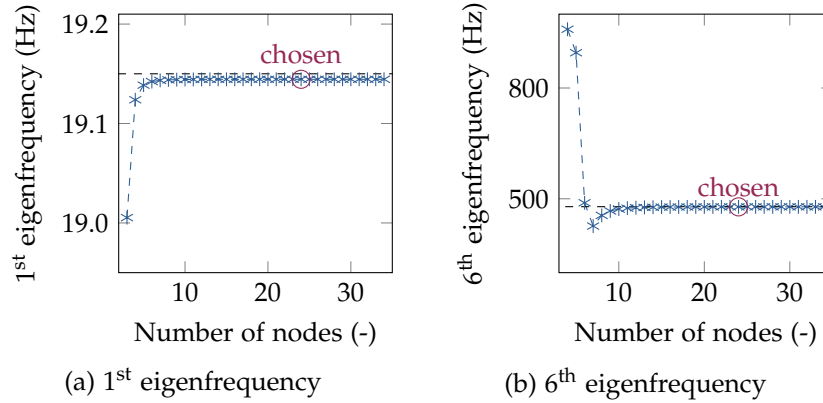 19.2
19.1
19.0
1st eigenfrequency (Hz)
chosen
10 20 30
Number of nodes (-)
(a) 1st eigenfrequency
800
500
6th eigenfrequency (Hz)
chosen
10 20 30
Number of nodes (-)
(b) 6th eigenfrequency